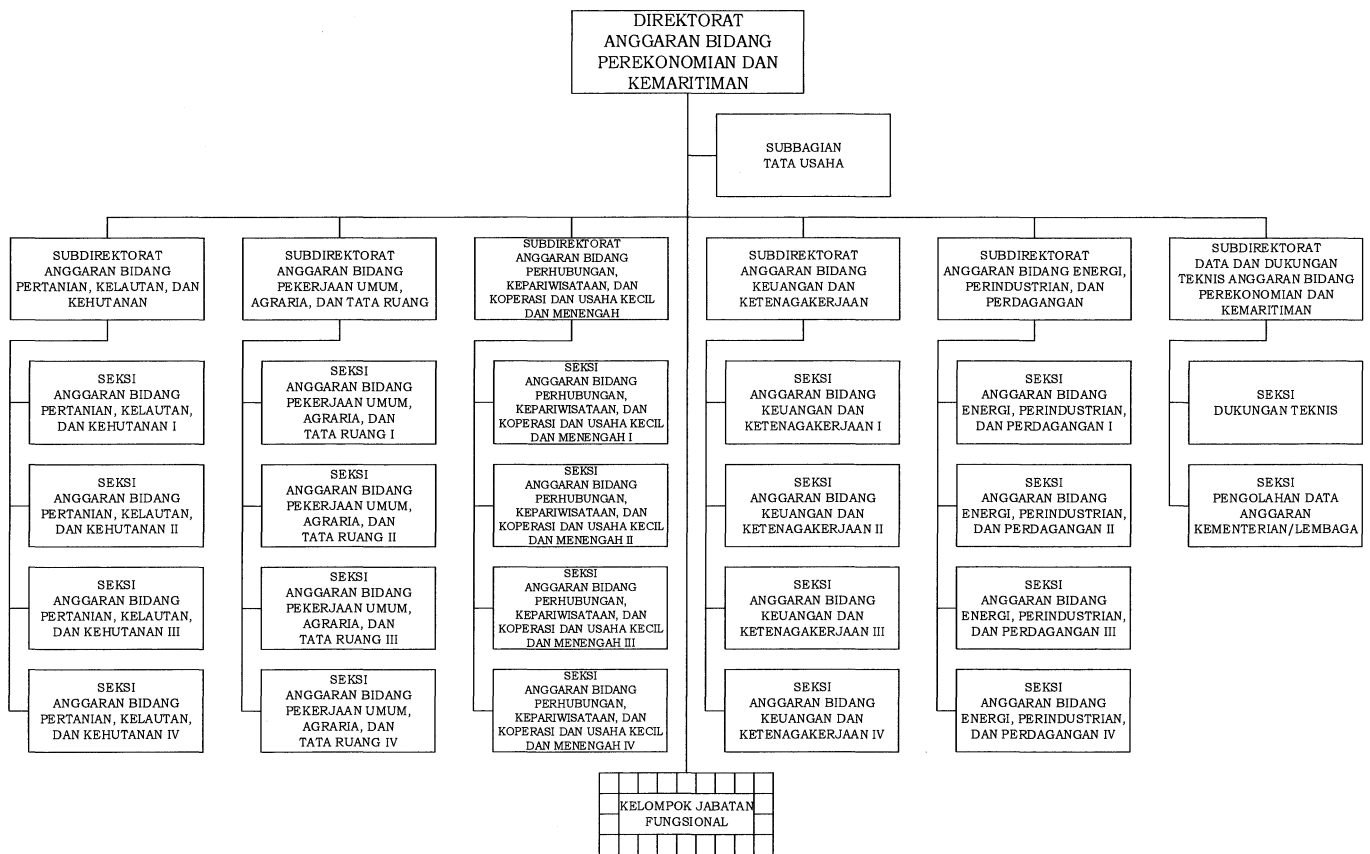 DIREKTORAT
ANGGARAN BIDANG
PEREKONOMIAN DAN
KEMARITIMAN
SUBBAGIAN
TATA USAHA
SUBDIREKTORAT
ANGGARAN BIDANG
PERTANIAN, KELAUTAN, DAN
KEHUTANAN
SUBDIREKTORAT
ANGGARAN BIDANG
PEKERJAAN UMUM,
AGRARIA, DAN TATA RUANG
SUBDIREKTORAT
ANGGARAN BIDANG
PERHUBUNGAN,
KEPARIWISATAAN, DAN
KOPERASI DAN USAHA KECIL
DAN MENENGAH
SUBDIREKTORAT
ANGGARAN BIDANG
KEUANGAN DAN
KETENAGAKERJAAN
SUBDIREKTORAT
ANGGARAN BIDANG ENERGI,
PERINDUSTRIAN, DAN
PERDAGANGAN
SUBDIREKTORAT
DATA DAN DUKUNGAN
TEKNIS ANGGARAN BIDANG
PEREKONOMIAN DAN
KEMARITIMAN
SEKSI
ANGGARAN BIDANG
PERTANIAN, KELAUTAN,
DAN KEHUTANAN I
SEKSI
ANGGARAN BIDANG
PEKERJAAN UMUM,
AGRARIA, DAN
TATA RUANG I
SEKSI
ANGGARAN BIDANG
PERHUBUNGAN,
KEPARIWISATAAN, DAN
KOPERASI DAN USAHA KECIL
DAN MENENGAH I
SEKSI
ANGGARAN BIDANG
KEUANGAN DAN
KETENAGAKERJAAN I
SEKSI
ANGGARAN BIDANG
ENERGI, PERINDUSTRIAN,
DAN PERDAGANGAN I
SEKSI
DUKUNGAN TEKNIS
SEKSI
ANGGARAN BIDANG
PERTANIAN, KELAUTAN,
DAN KEHUTANAN II
SEKSI
ANGGARAN BIDANG
PEKERJAAN UMUM,
AGRARIA, DAN
TATA RUANG II
SEKSI
ANGGARAN BIDANG
PERHUBUNGAN,
KEPARIWISATAAN, DAN
KOPERASI DAN USAHA KECIL
DAN MENENGAH II
SEKSI
ANGGARAN BIDANG
KEUANGAN DAN
KETENAGAKERJAAN II
SEKSI
ANGGARAN BIDANG
ENERGI, PERINDUSTRIAN,
DAN PERDAGANGAN II
SEKSI
PENGOLAHAN DATA
ANGGARAN
KEMENTERIAN/LEMBAGA
SEKSI
ANGGARAN BIDANG
PERTANIAN, KELAUTAN,
DAN KEHUTANAN III
SEKSI
ANGGARAN BIDANG
PEKERJAAN UMUM,
AGRARIA, DAN
TATA RUANG III
SEKSI
ANGGARAN BIDANG
PERHUBUNGAN,
KEPARIWISATAAN, DAN
KOPERASI DAN USAHA KECIL
DAN MENENGAH III
SEKSI
ANGGARAN BIDANG
KEUANGAN DAN
KETENAGAKERJAAN III
SEKSI
ANGGARAN BIDANG
ENERGI, PERINDUSTRIAN,
DAN PERDAGANGAN III
SEKSI
ANGGARAN BIDANG
PERTANIAN, KELAUTAN,
DAN KEHUTANAN IV
SEKSI
ANGGARAN BIDANG
PEKERJAAN UMUM,
AGRARIA, DAN
TATA RUANG IV
SEKSI
ANGGARAN BIDANG
PERHUBUNGAN,
KEPARIWISATAAN, DAN
KOPERASI DAN USAHA KECIL
DAN MENENGAH IV
SEKSI
ANGGARAN BIDANG
KEUANGAN DAN
KETENAGAKERJAAN IV
SEKSI
ANGGARAN BIDANG
ENERGI, PERINDUSTRIAN,
DAN PERDAGANGAN IV
KELOMPOK JABATAN
FUNGSIONAL